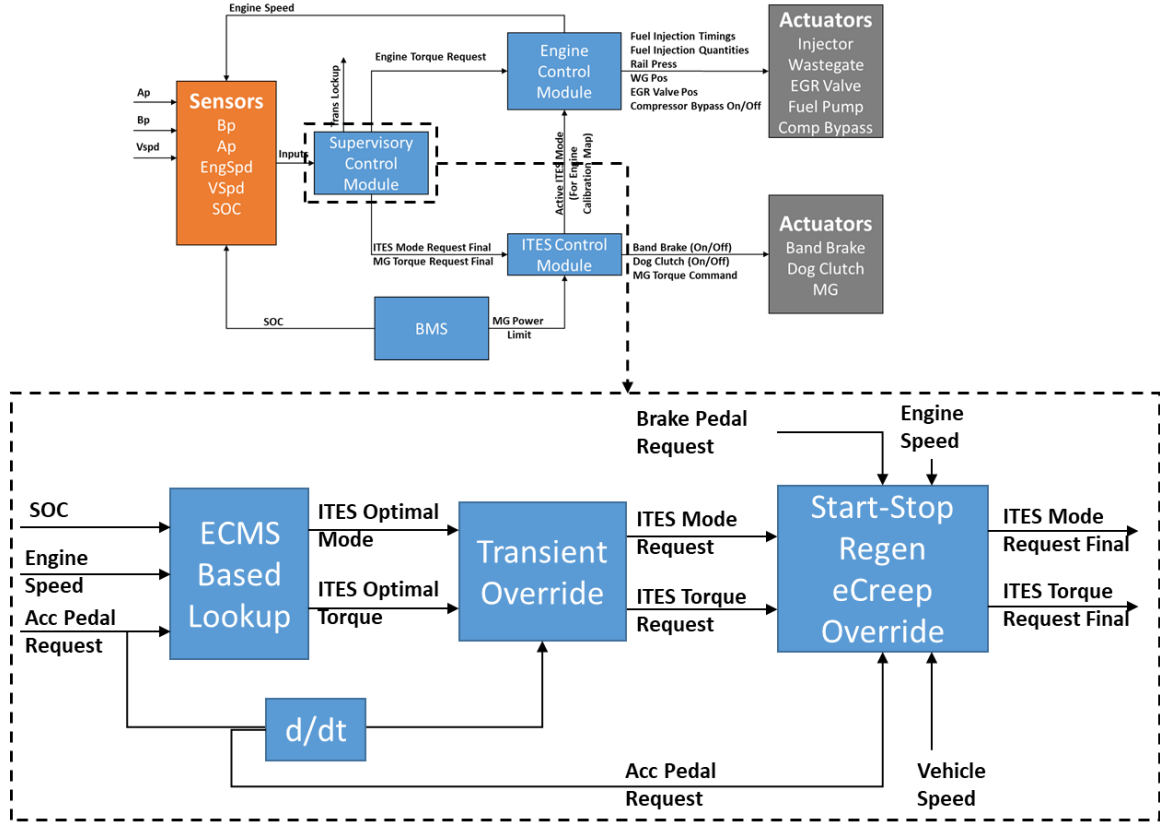 Engine Speed
Ap
Bp
Vspd
Sensors
Bp
Ap
EngSpd
VSpd
SOC
Inputs
Trans Lockup
Engine Torque Request
Supervisory
Control
Module
Engine
Control
Module
Fuel Injection Timings
Fuel Injection Quantities
Rail Press
WG Pos
EGR Valve Pos
Compressor Bypass On/Off
Actuators
Injector
Wastegate
EGR Valve
Fuel Pump
Comp Bypass
Active ITES Mode
(For Engine
Calibration Map)
ITES Mode Request Final
MG Torque Request Final
ITES Control
Module
Band Brake (On/Off)
Dog Clutch (On/Off)
MG Torque Command
Actuators
Band Brake
Dog Clutch
MG
SOC
BMS
MG Power
Limit
Brake Pedal
Request
Engine
Speed
SOC
Engine
Speed
Acc Pedal
Request
ECMS
Based
Lookup
ITES Optimal
Mode
ITES Optimal
Torque
Transient
Override
ITES Mode
Request
ITES Torque
Request
Start-Stop
Regen
eCreep
Override
ITES Mode
Request Final
ITES Torque
Request Final
d/dt
Acc Pedal
Request
Vehicle
Speed